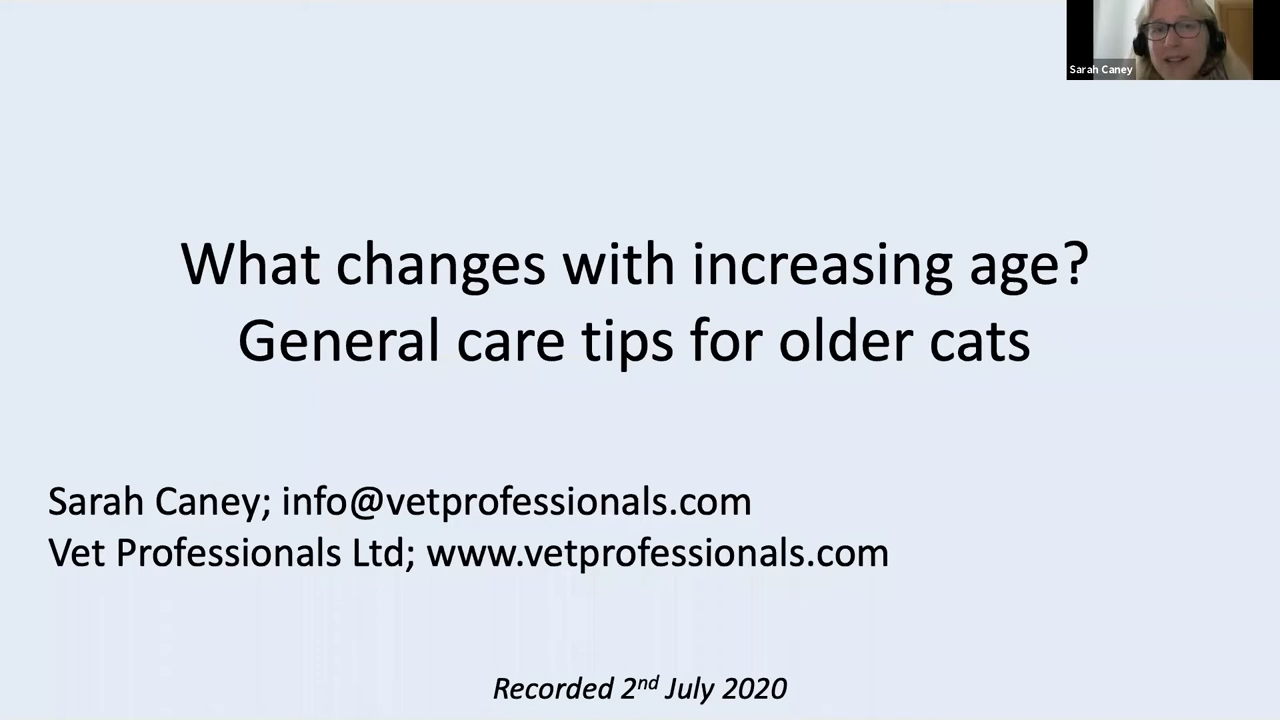 Sarah Caney
What changes with increasing age?
General care tips for older cats
Sarah Caney; info@vetprofessionals.com
Vet Professionals Ltd; www.vetprofessionals.com
Recorded 2nd July 2020